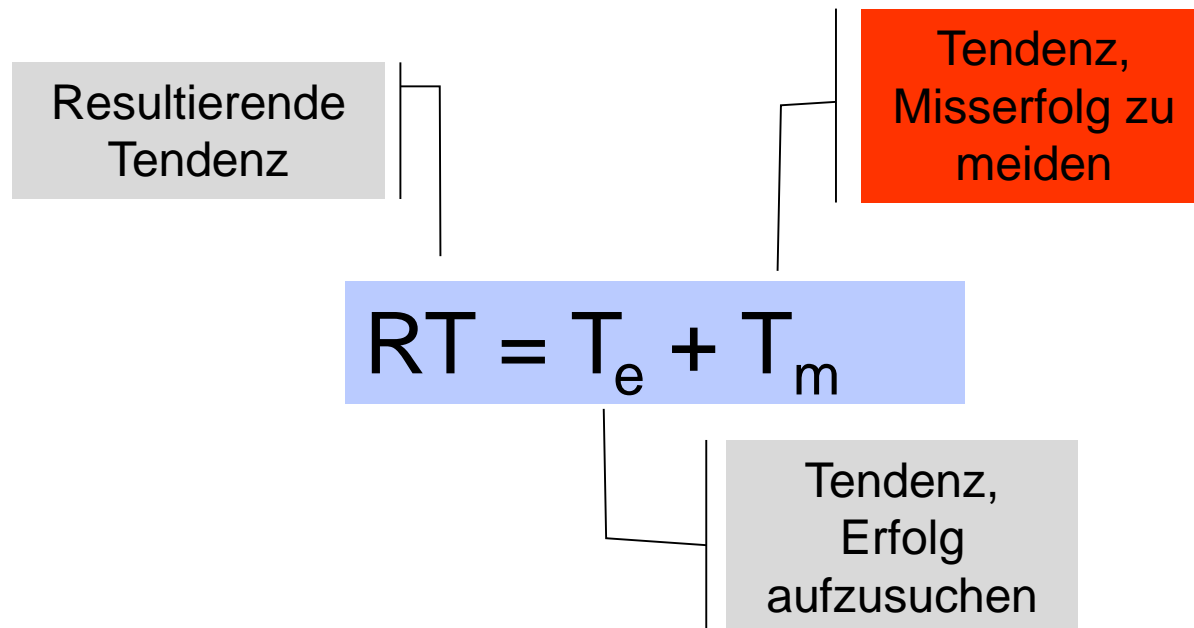 Tendenz,
Misserfolg zu
meiden
Resultierende
Tendenz
RT = Tₑ + Tₘ
Tendenz,
Erfolg
aufzusuchen